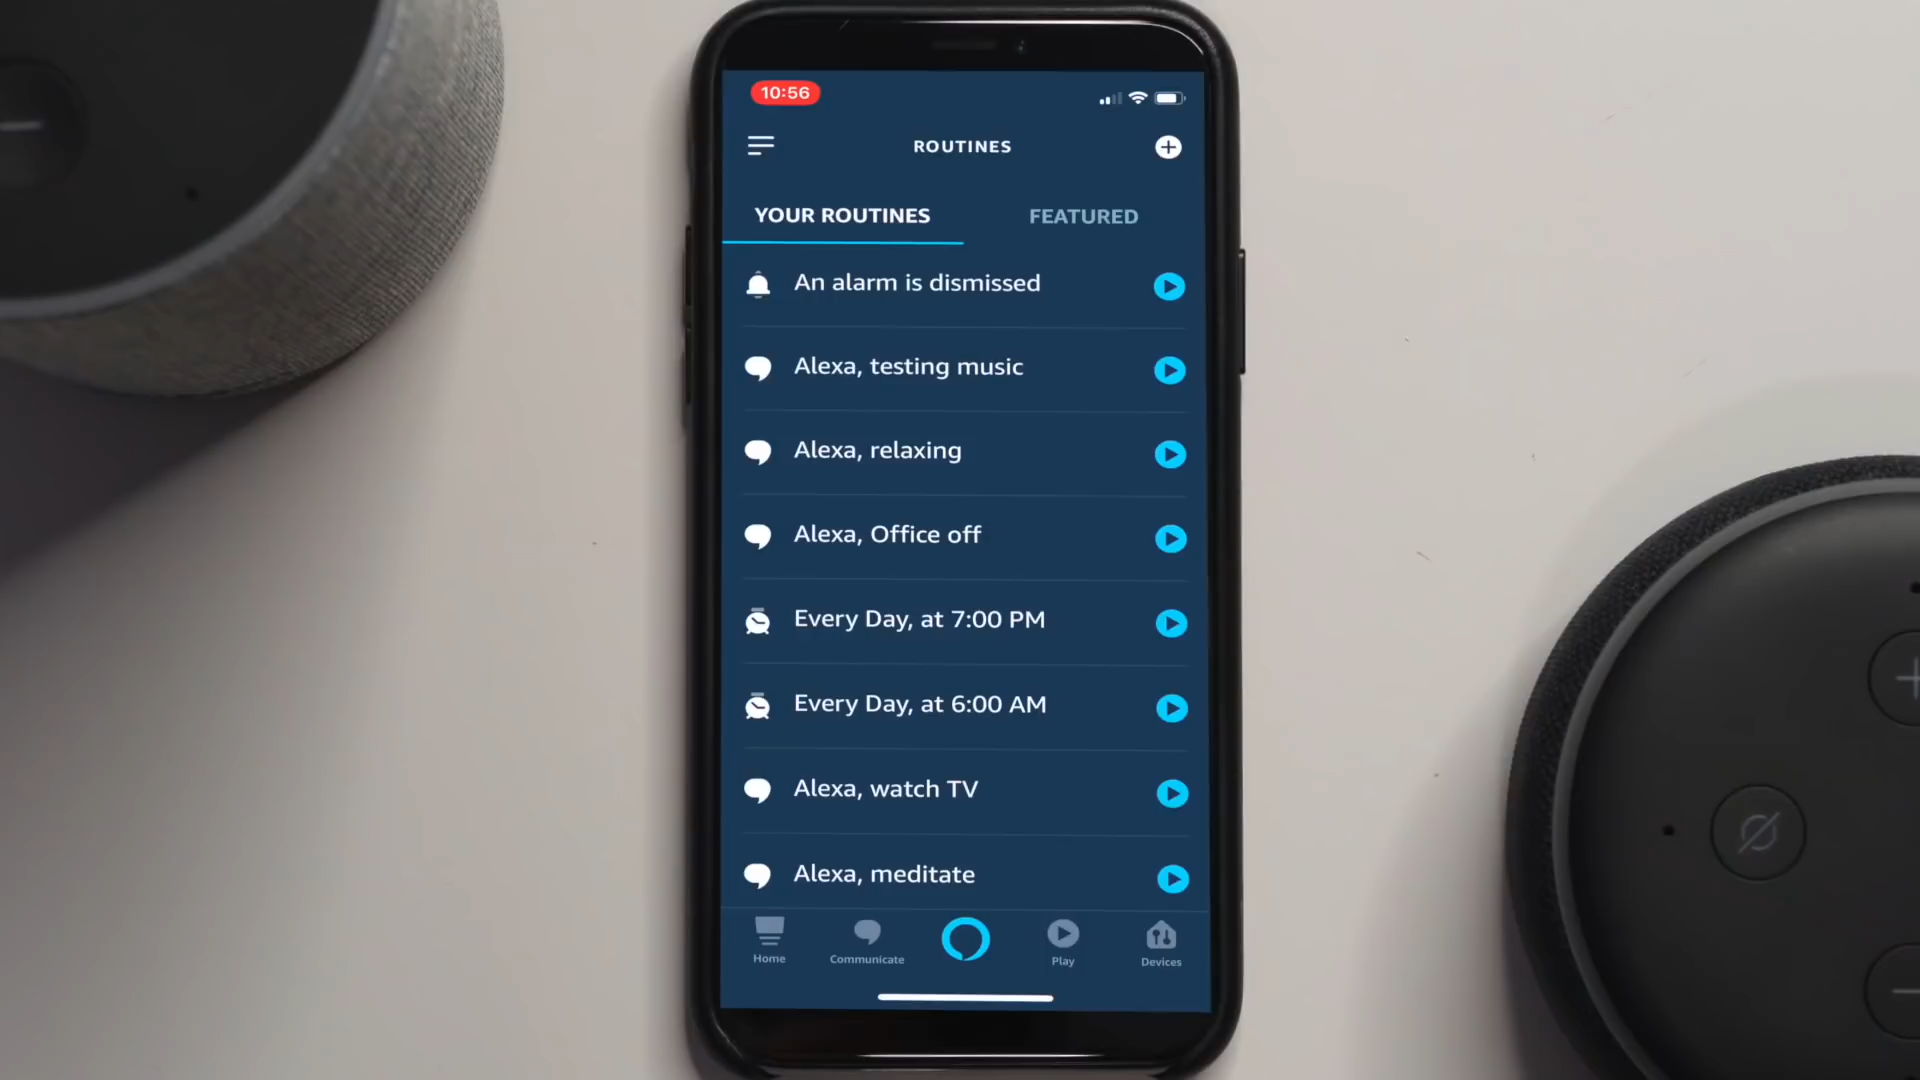 10:56
ROUTINES
YOUR ROUTINES
FEATURED
An alarm is dismissed
Alexa, testing music
Alexa, relaxing
Alexa, Office off
Every Day, at 7:00 PM
Every Day, at 6:00 AM
Alexa, watch TV
Alexa, meditate
Home
Communicate
Play
Devices